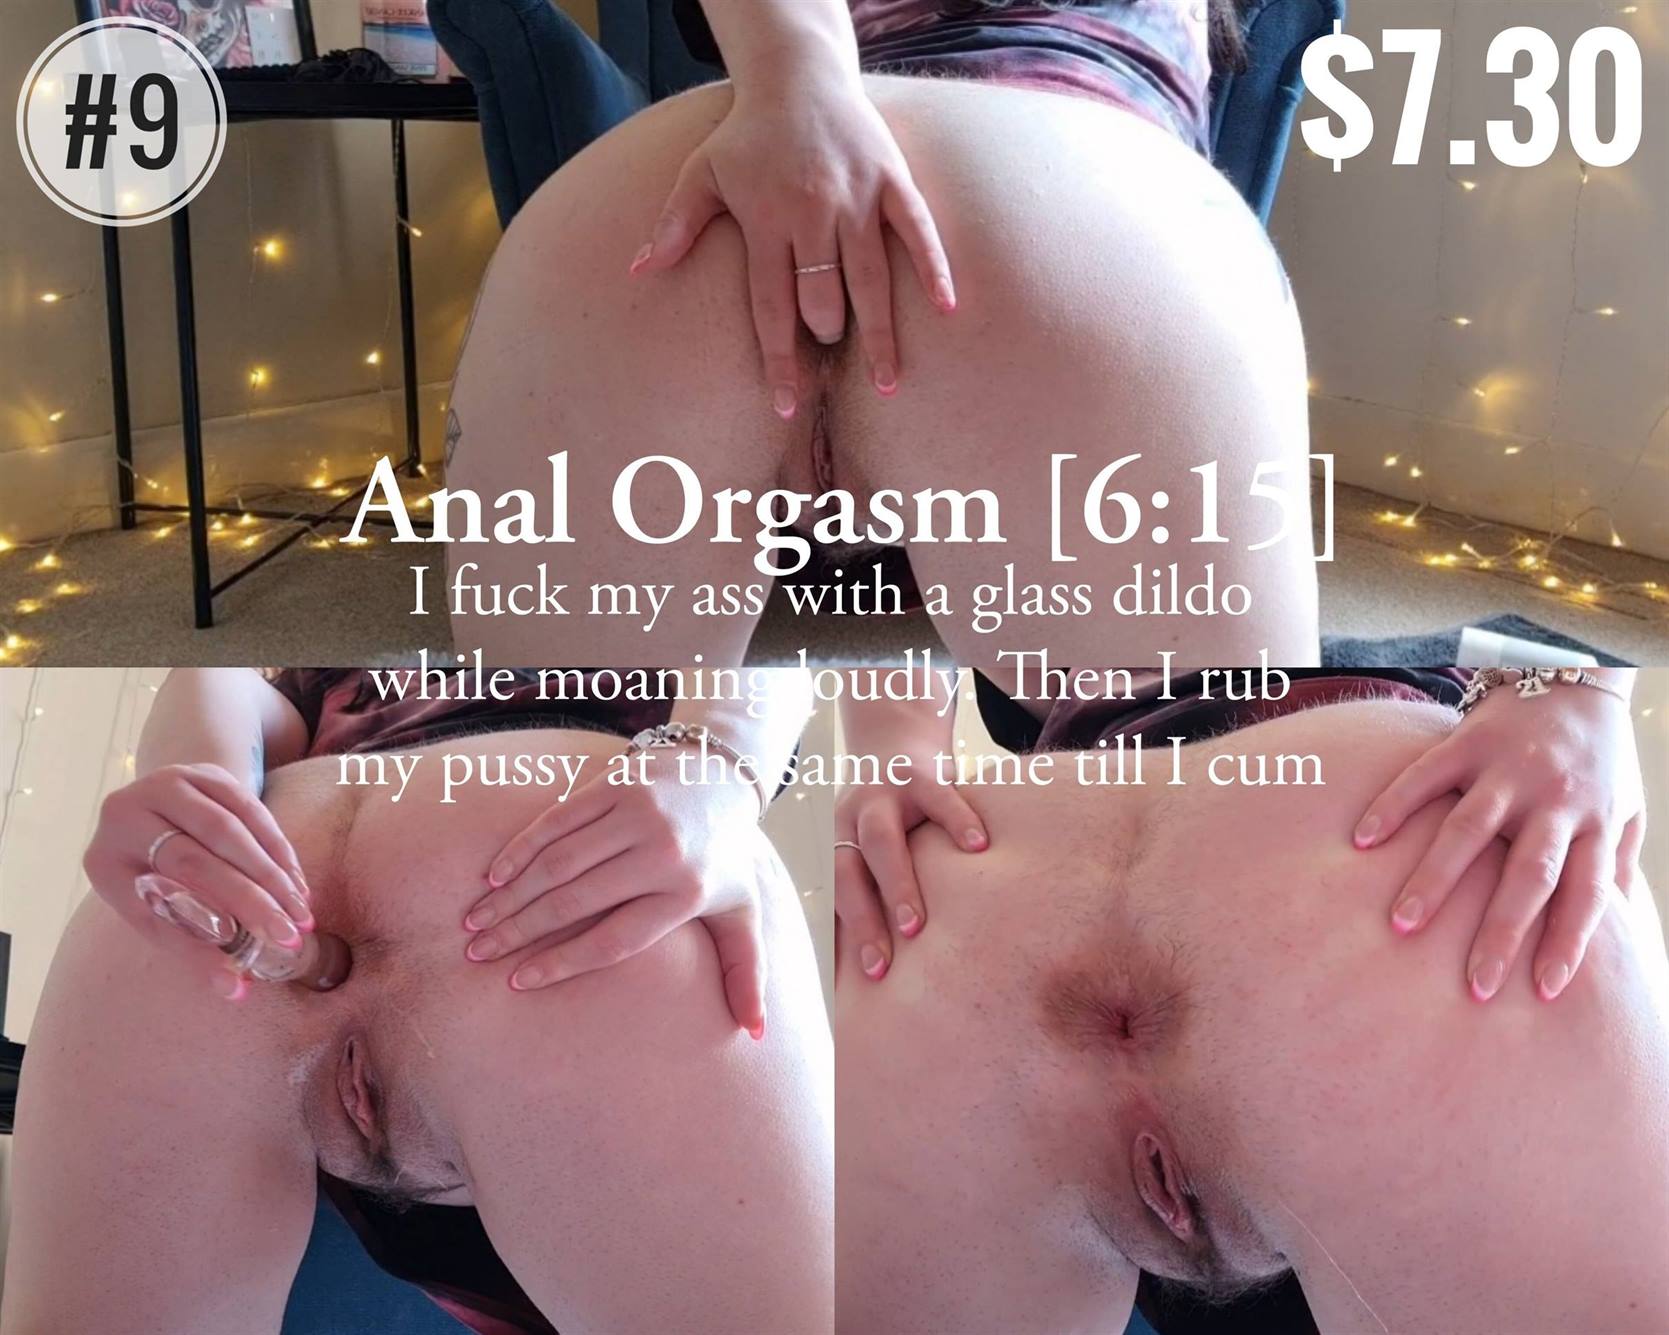 #9
$7.30
Anal Orgasm [6:15]
I fuck my ass with a glass dildo
while moaning loudly. Then I rub
my pussy at the same time till I cum